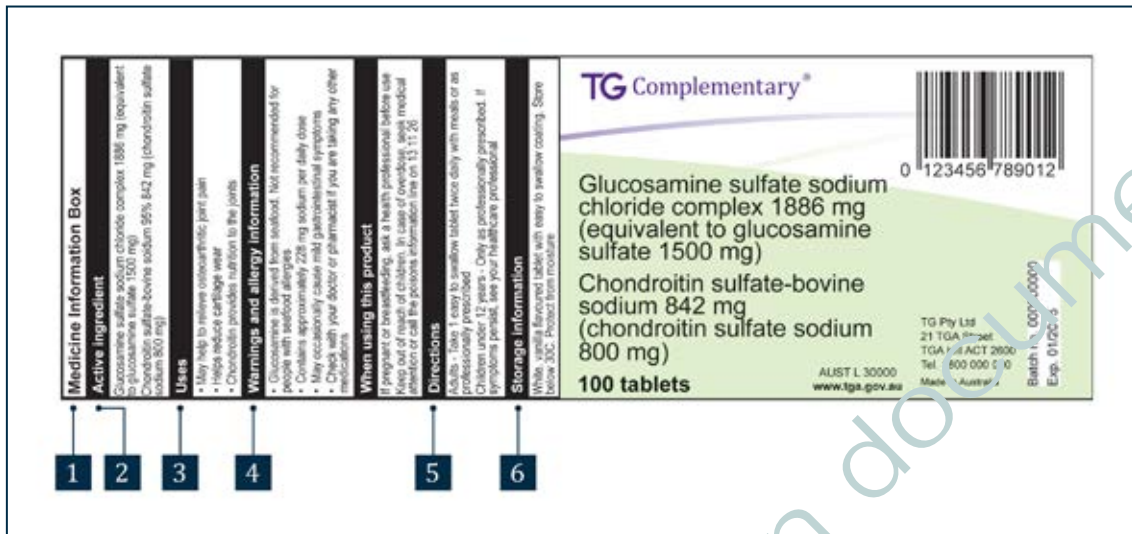 Medicine Information Box
Active ingredient
Glucosamine sulfate sodium chloride complex 1886 mg (equivalent
to glucosamine sulfate 1500 mg)
Chondroitin sulfate-bovine soidum 95% 842 mg (chondroitin sulfate
sodium 800 mg)
Uses
• May help to relieve osteoarthritic joint pain
• Helps reduce cartilage wear
• Chondroitin provides nutrition to the joints
Warnings and allergy information
• Glucosamine is derived from seafood. Not recommended for
people with seafood allergies
• Contains approximately 228 mg sodium per daily dose
• May occasionally cause mild gastrointestinal symptoms
• Check with your doctor or pharmacist if you are taking any other
medications
When using this product
If pregnant or breastfeeding, ask a health professional before use
Keep out of reach of children. In case of overdose, seek medical
attention or call the poisons information line on 13 11 26
Directions
Adults - Take 1 easy to swallow tablet twice daily with meals or as
professionally prescribed
Children under 12 years - Only as professionally prescribed. If
symptoms persist, see your healthcare professional
Storage information
White, vanilla flavoured tablet with easy to swallow coating. Store
below 30C. Protect from moisture
1
2
3
4
5
6
TG Complementary®
0 123456 789012
Glucosamine sulfate sodium
chloride complex 1886 mg
(equivalent to glucosamine
sulfate 1500 mg)
Chondroitin sulfate-bovine
sodium 842 mg
(chondroitin sulfate sodium
800 mg)
100 tablets
AUST L 30000
www.tga.gov.au
TG Pty Ltd
21 TGA Street
TGA ACT 2600
Tel.
Made Australia
Batch
Exp.
n docume